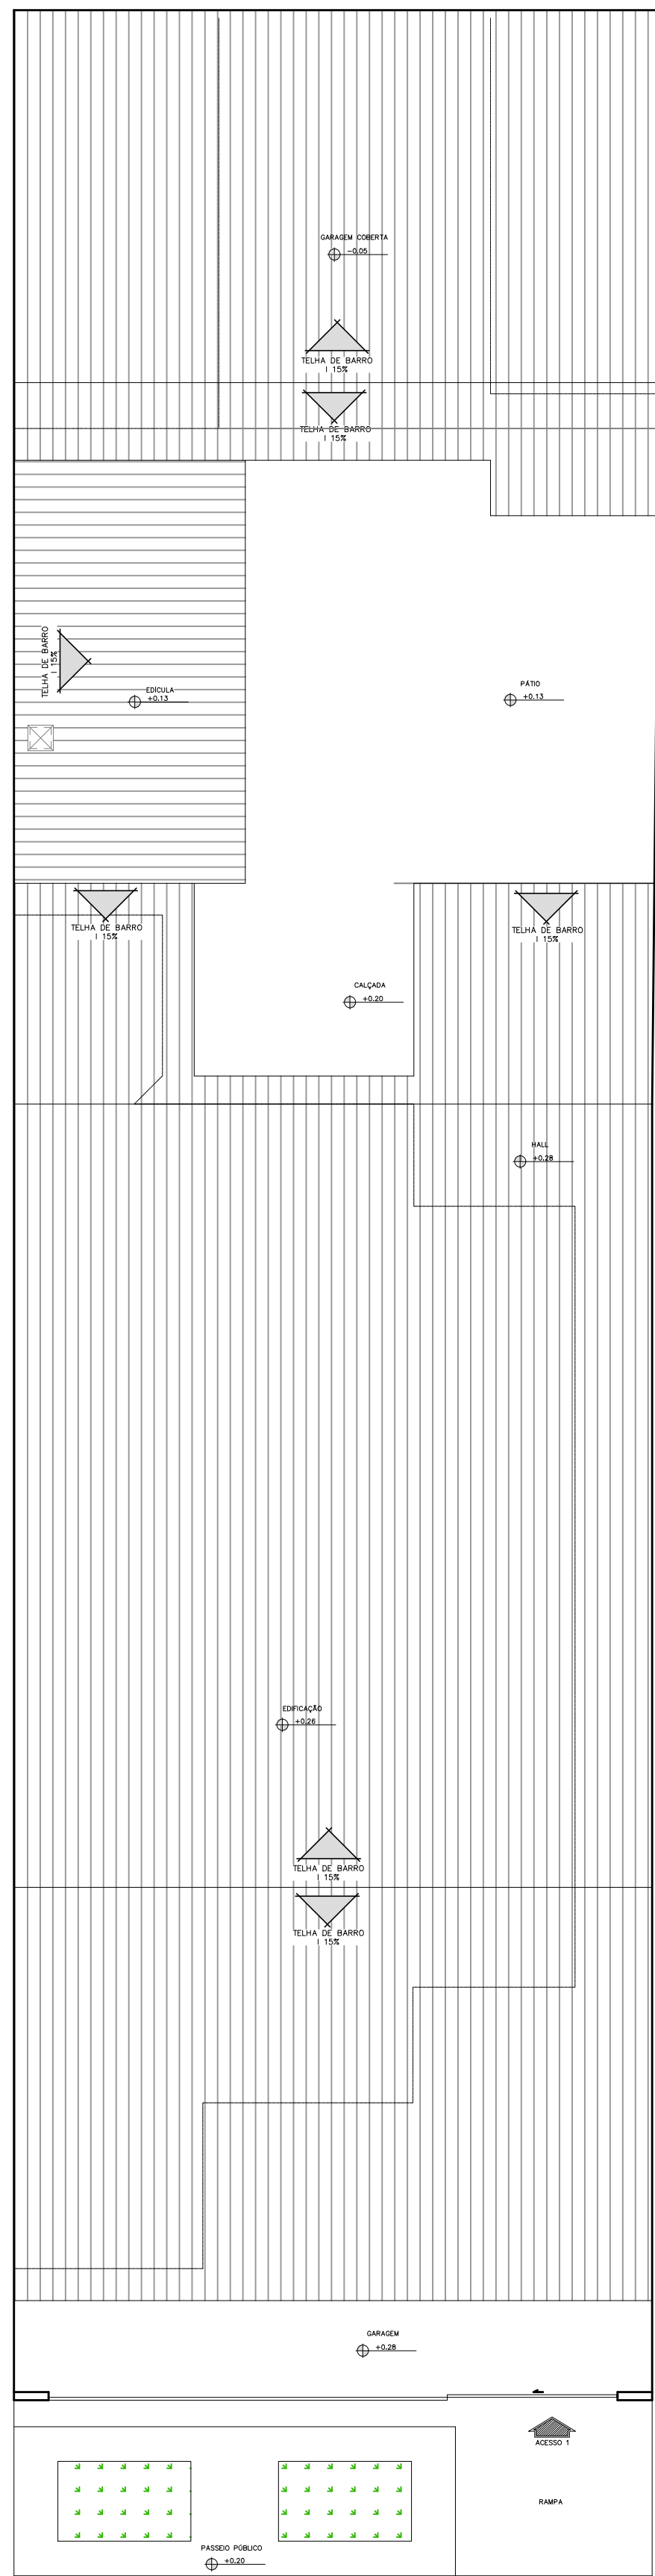 GARAGEM COBERTA
-0.05
TELHA DE BARRO
I 15%
TELHA DE BARRO
I 15%
TELHA DE BARRO
I 15%
EDÍCULA
+0.13
PÁTIO
+0.13
TELHA DE BARRO
I 15%
TELHA DE BARRO
I 15%
CALÇADA
+0.20
HALL
+0.28
EDIFICAÇÃO
+0.26
TELHA DE BARRO
I 15%
TELHA DE BARRO
I 15%
GARAGEM
+0.28
ACESSO 1
RAMPA
PASSEIO PÚBLICO
+0.20